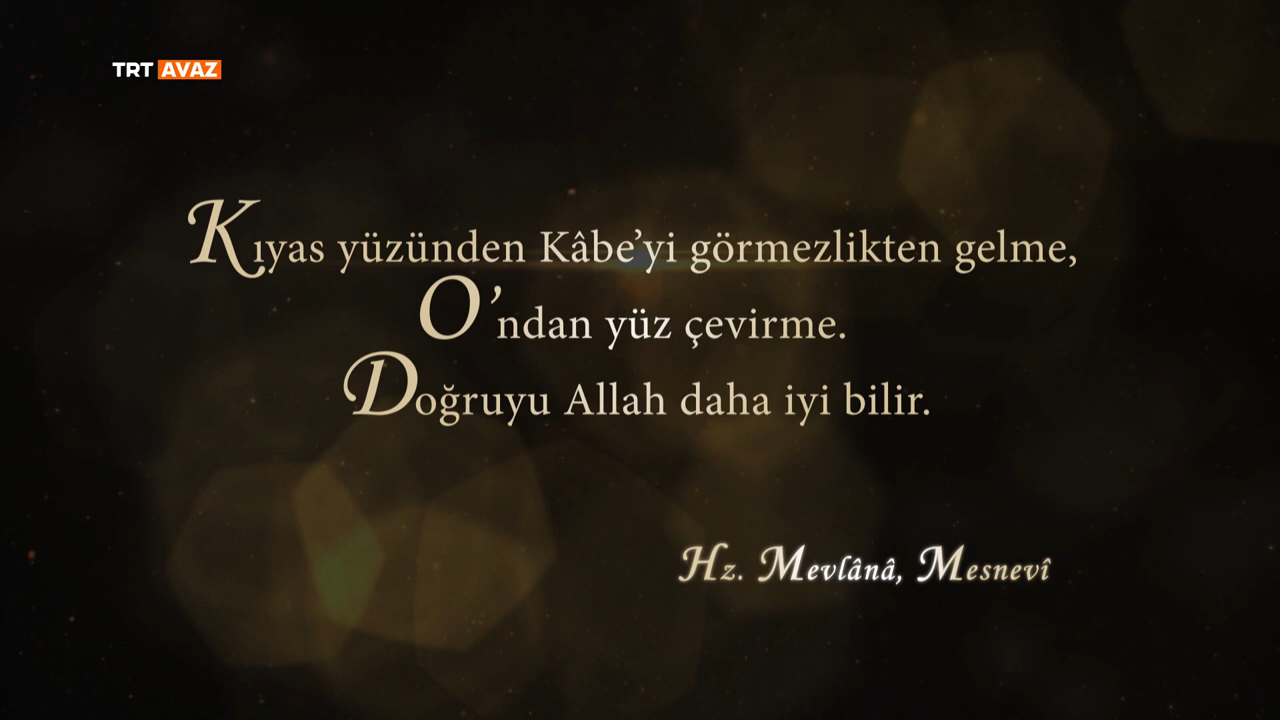 TRT AVAZ
Kıyas yüzünden Kâbe’yi görmezlikten gelme,
O’ndan yüz çevirme.
Doğruyu Allah daha iyi bilir.
Hz. Mevlânâ, Mesnevî